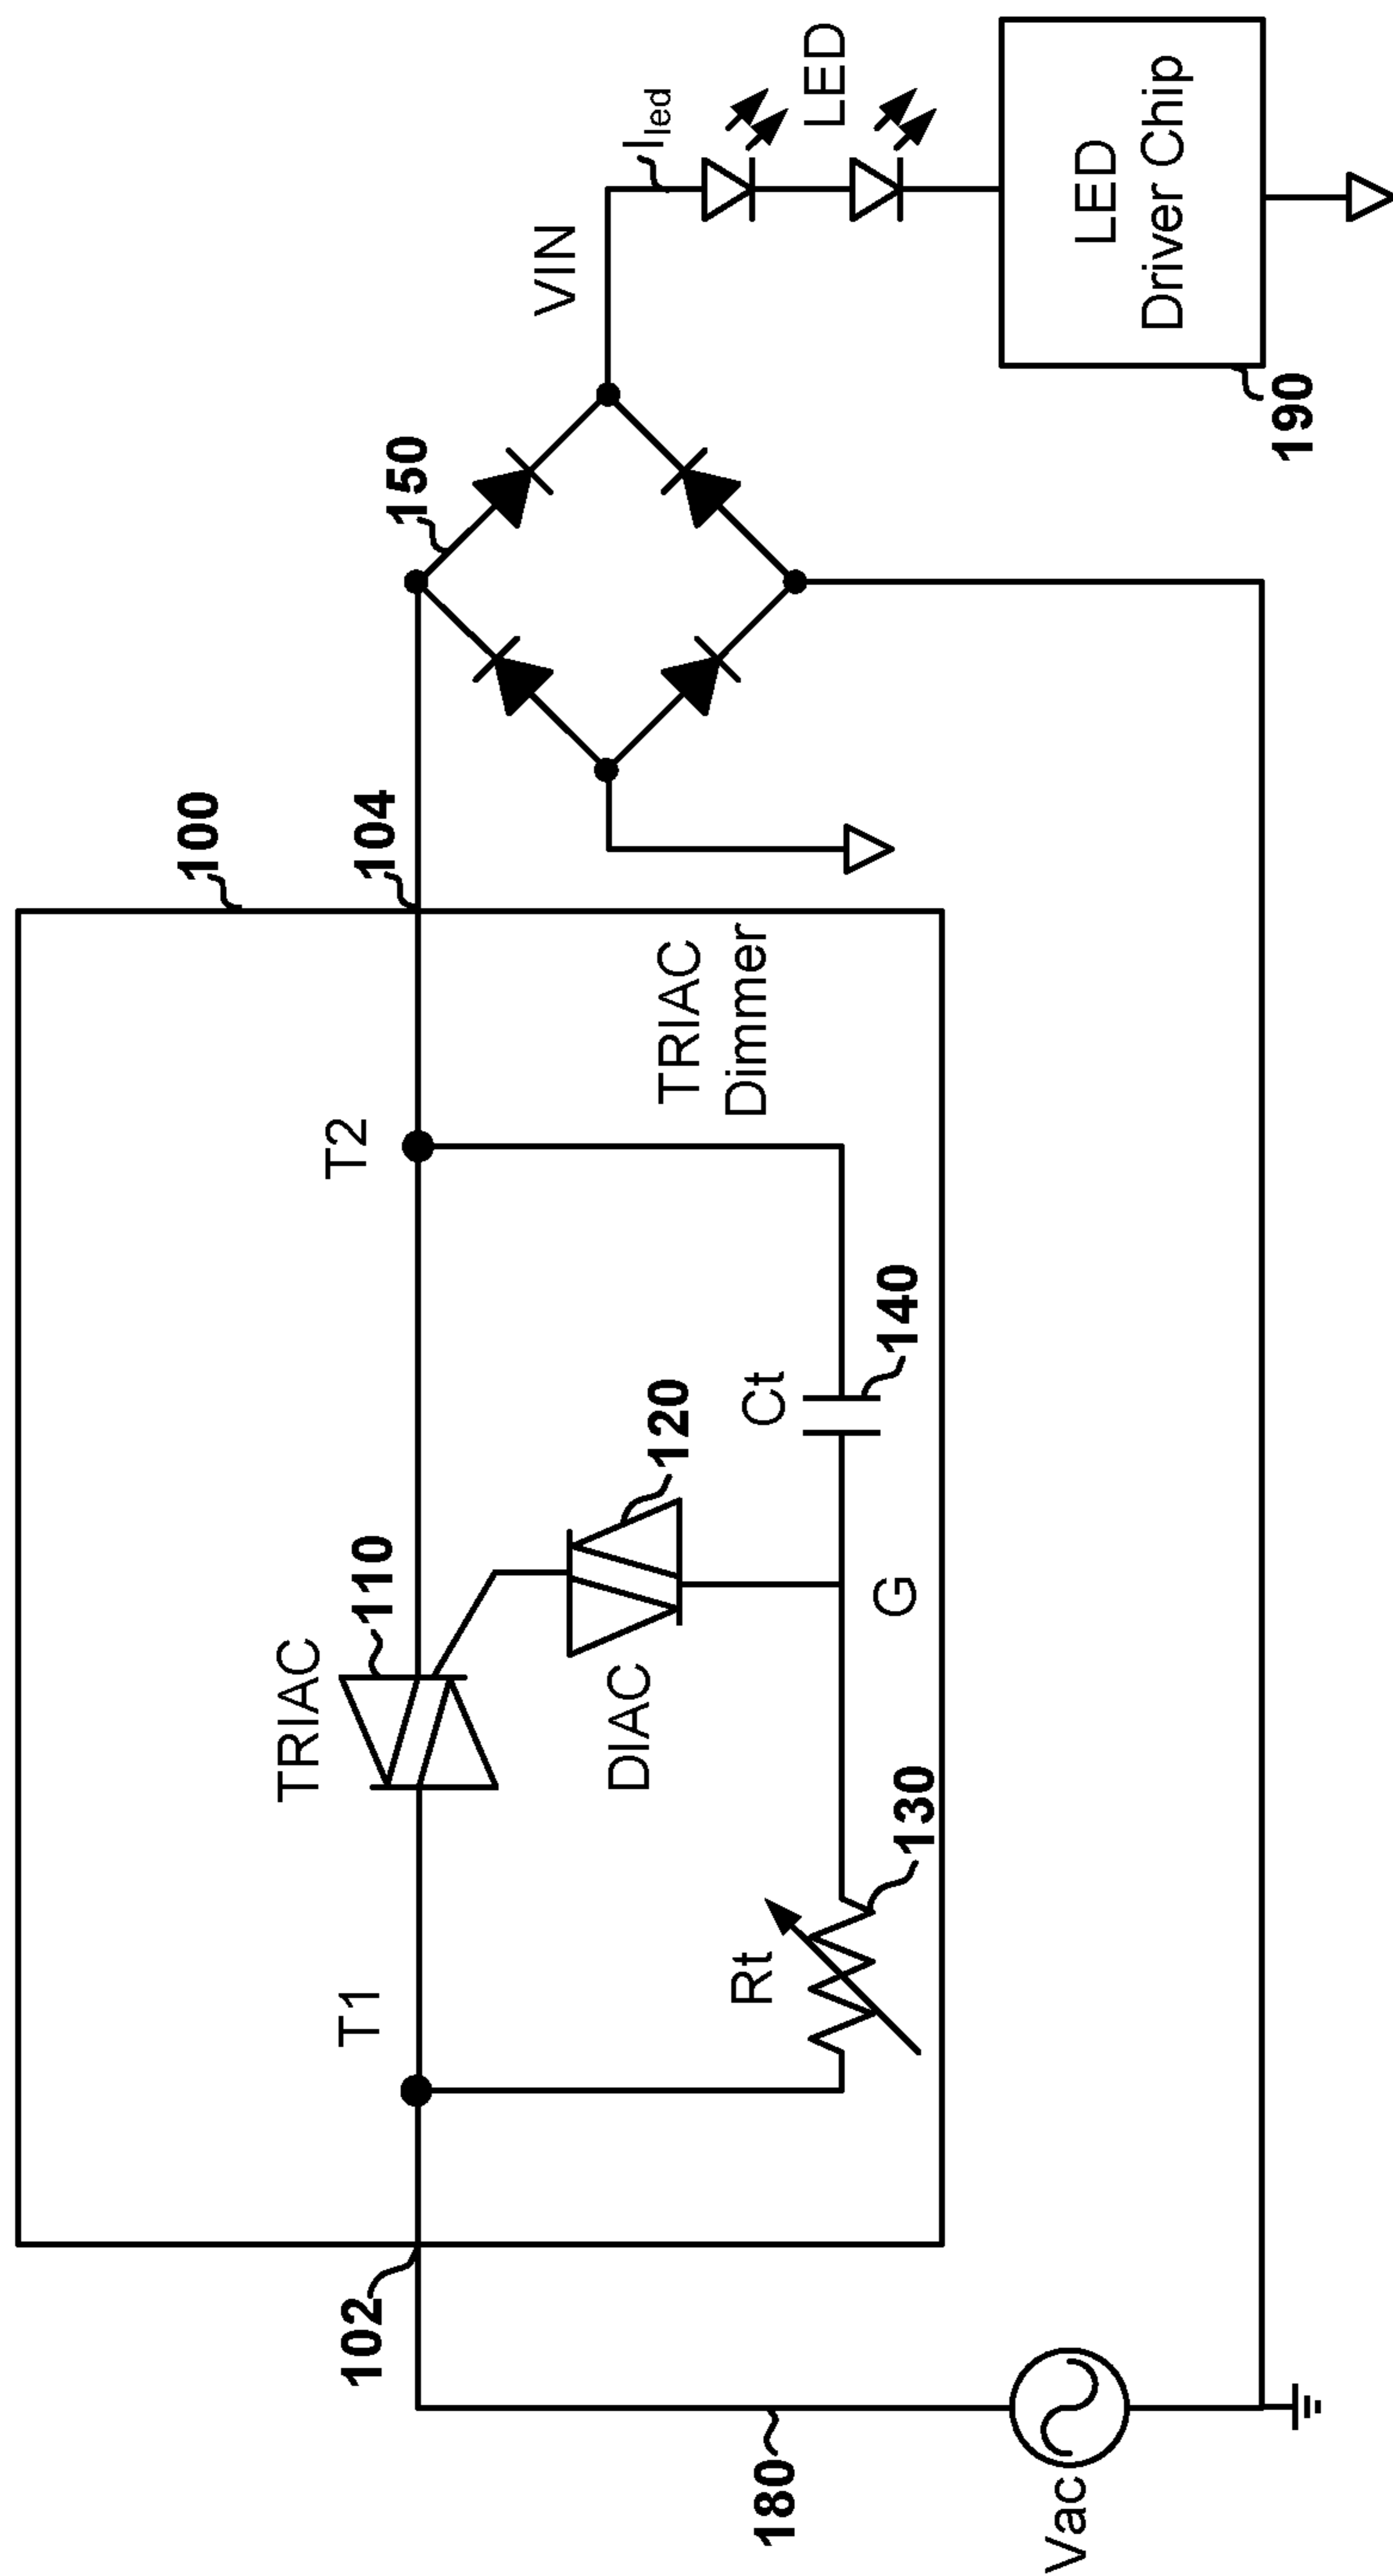 100
TRIAC
110
T1
T2
102
104
150
VIN
Iled
LED
DIAC
120
TRIAC
Dimmer
Rt
130
G
Ct
140
180
Vac
LED
Driver Chip
190